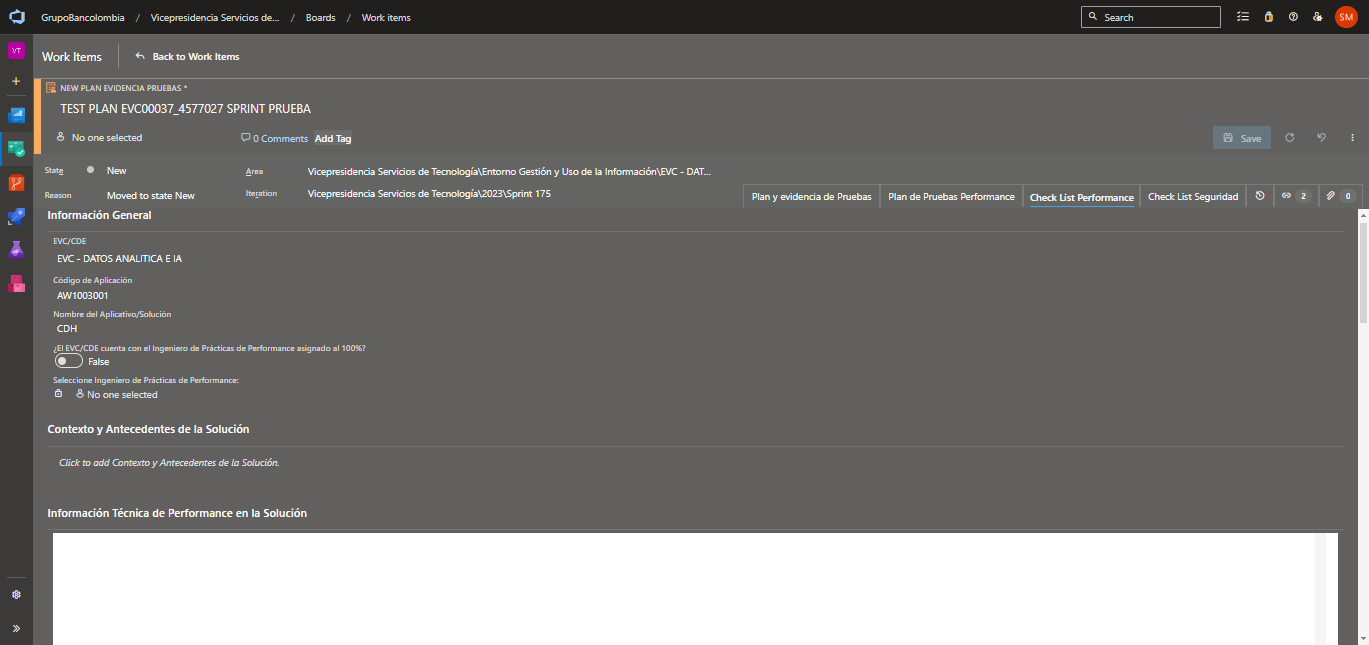 GrupoBancolombia / Vicepresidencia Servicios de... / Boards / Work items
Search
SM
VT
Work Items
Back to Work Items
NEW PLAN EVIDENCIA PRUEBAS *
TEST PLAN EVC00037_4577027 SPRINT PRUEBA
No one selected
0 Comments
Add Tag
Save
State
New
Area
Vicepresidencia Servicios de Tecnología\Entorno Gestión y Uso de la Información\EVC - DAT...
Reason
Moved to state New
Iteration
Vicepresidencia Servicios de Tecnología\2023\Sprint 175
Plan y evidencia de Pruebas
Plan de Pruebas Performance
Check List Performance
Check List Seguridad
2
0
Información General
EVC/CDE
EVC - DATOS ANALITICA E IA
Código de Aplicación
AW1003001
Nombre del Aplicativo/Solución
CDH
¿El EVC/CDE cuenta con el Ingeniero de Prácticas de Performance asignado al 100%?
False
Seleccione Ingeniero de Prácticas de Performance:
No one selected
Contexto y Antecedentes de la Solución
Click to add Contexto y Antecedentes de la Solución.
Información Técnica de Performance en la Solución